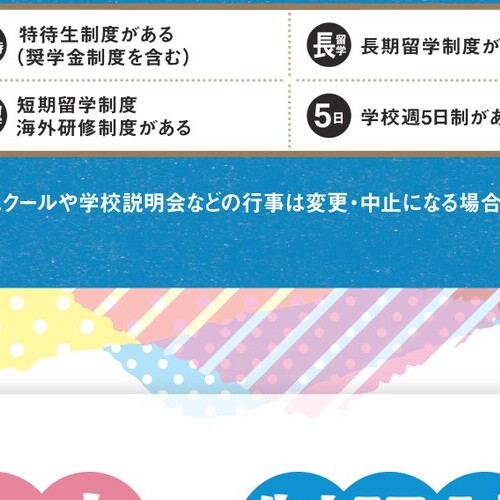 特待生制度がある
(奨学金制度を含む)
長留学 長期留学制度が
短期留学制度
海外研修制度がある
5日 学校週5日制があ
クールや学校説明会などの行事は変更・中止になる場合